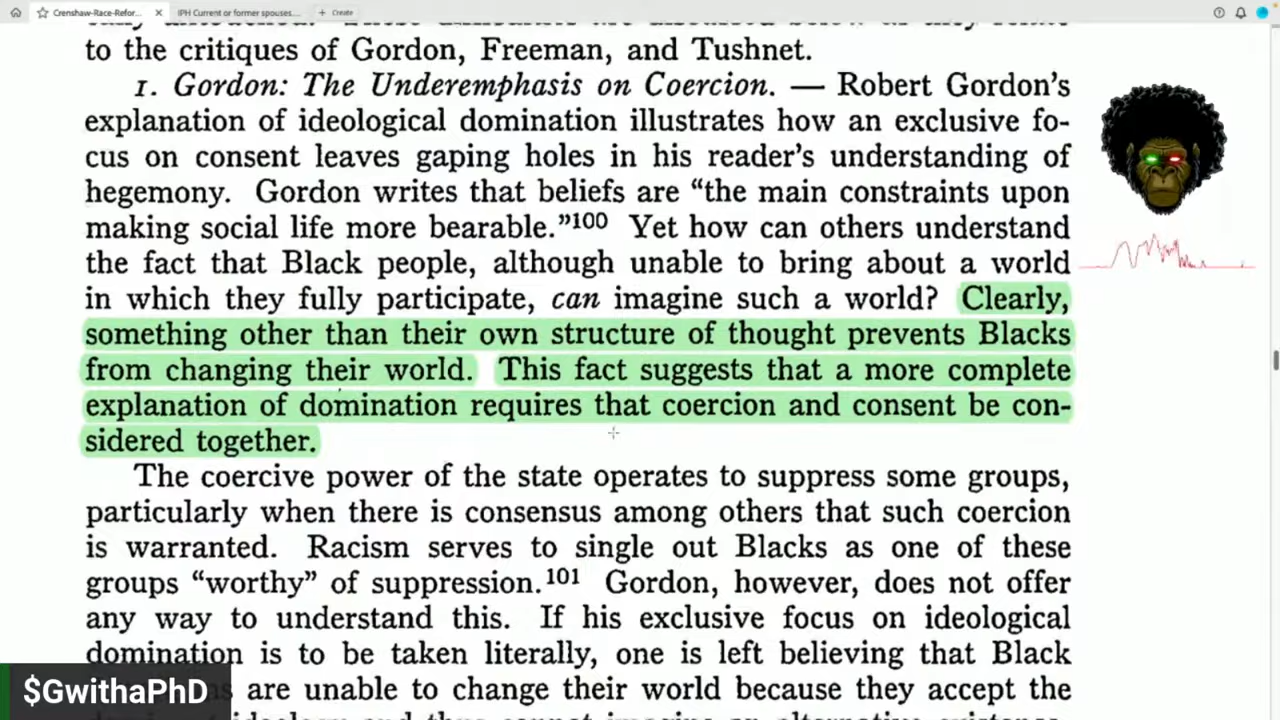 Crenshaw-Race-Refor...
IPH Current or former spouses....
+ Create
to the critiques of Gordon, Freeman, and Tushnet.
1. Gordon: The Underemphasis on Coercion. — Robert Gordon's
explanation of ideological domination illustrates how an exclusive fo-
cus on consent leaves gaping holes in his reader's understanding of
hegemony. Gordon writes that beliefs are “the main constraints upon
making social life more bearable.”100 Yet how can others understand
the fact that Black people, although unable to bring about a world
in which they fully participate, can imagine such a world? Clearly,
something other than their own structure of thought prevents Blacks
from changing their world. This fact suggests that a more complete
explanation of domination requires that coercion and consent be con-
sidered together.
The coercive power of the state operates to suppress some groups,
particularly when there is consensus among others that such coercion
is warranted. Racism serves to single out Blacks as one of these
groups “worthy” of suppression.101 Gordon, however, does not offer
any way to understand this. If his exclusive focus on ideological
domination is to be taken literally, one is left believing that Black
are unable to change their world because they accept the
$GwithaPhD